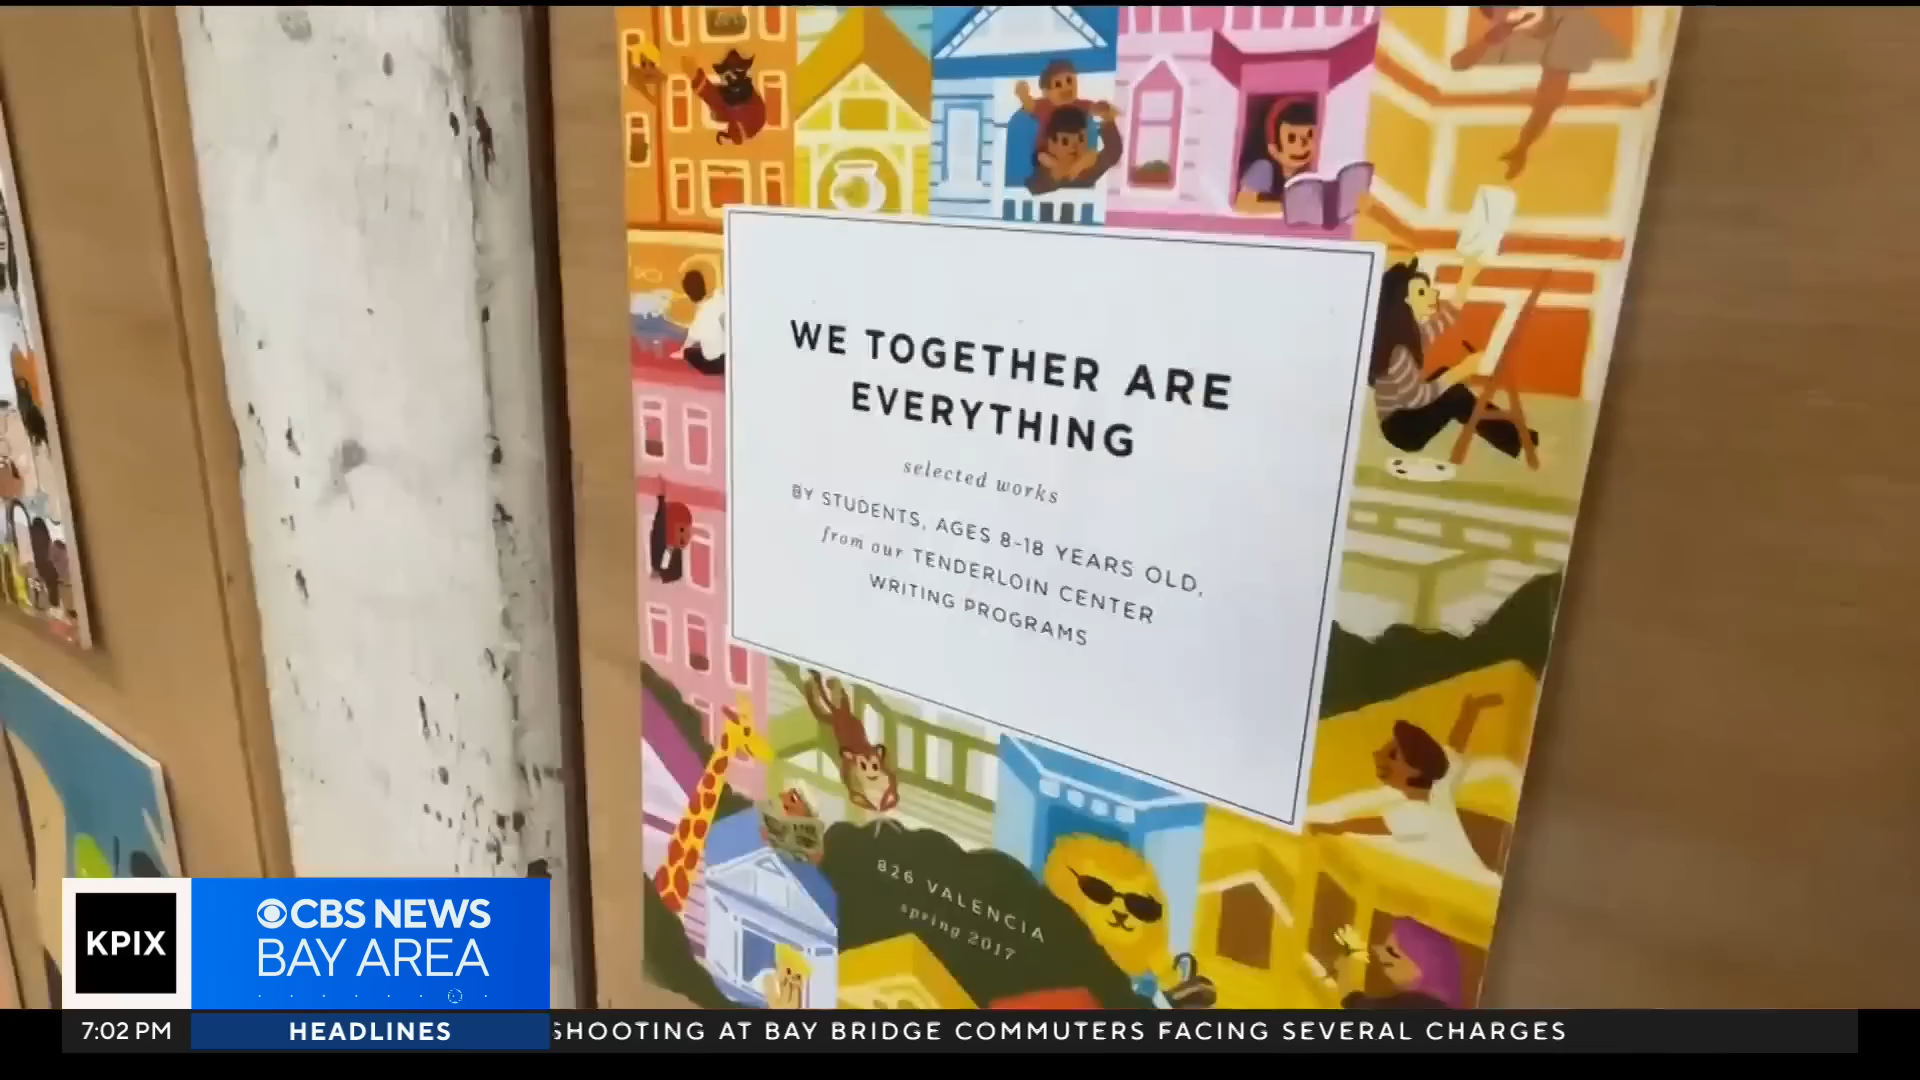 WE TOGETHER ARE
EVERYTHING
selected works
BY STUDENTS, AGES 8-18 YEARS OLD,
from our TENDERLOIN CENTER
WRITING PROGRAMS
826 VALENCIA
spring 2017
KPIX
CBS NEWS
BAY AREA
7:02 PM
HEADLINES
SHOOTING AT BAY BRIDGE COMMUTERS FACING SEVERAL CHARGES